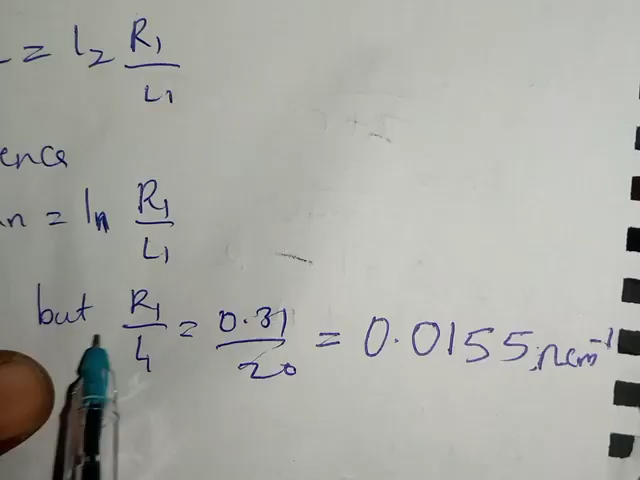 = l2 R1/L1
ence
n = ln R1/L1
but R1/L1 = 0.31/20 = 0.0155 Ωcm⁻¹